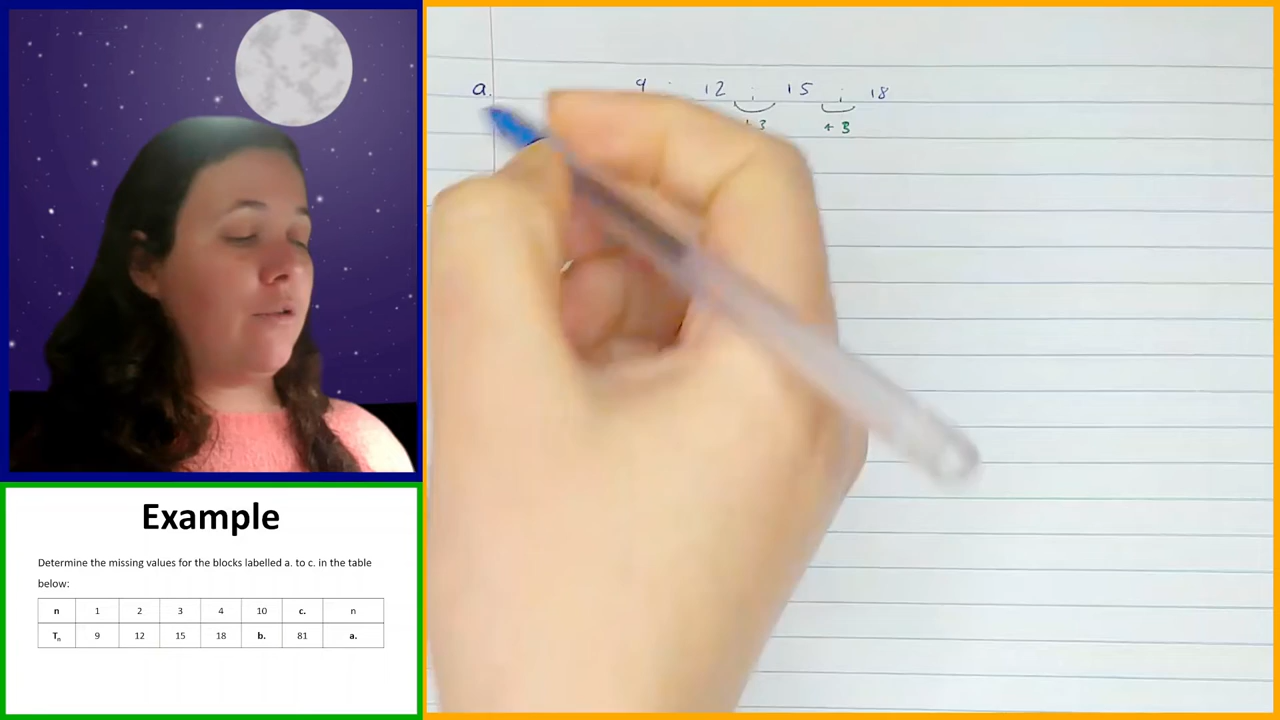 a. 9 ; 12 ; 15 ; 18
3 + 3
Example
Determine the missing values for the blocks labelled a. to c. in the table
below:
n 1 2 3 4 10 c. n
Tn 9 12 15 18 b. 81 a.